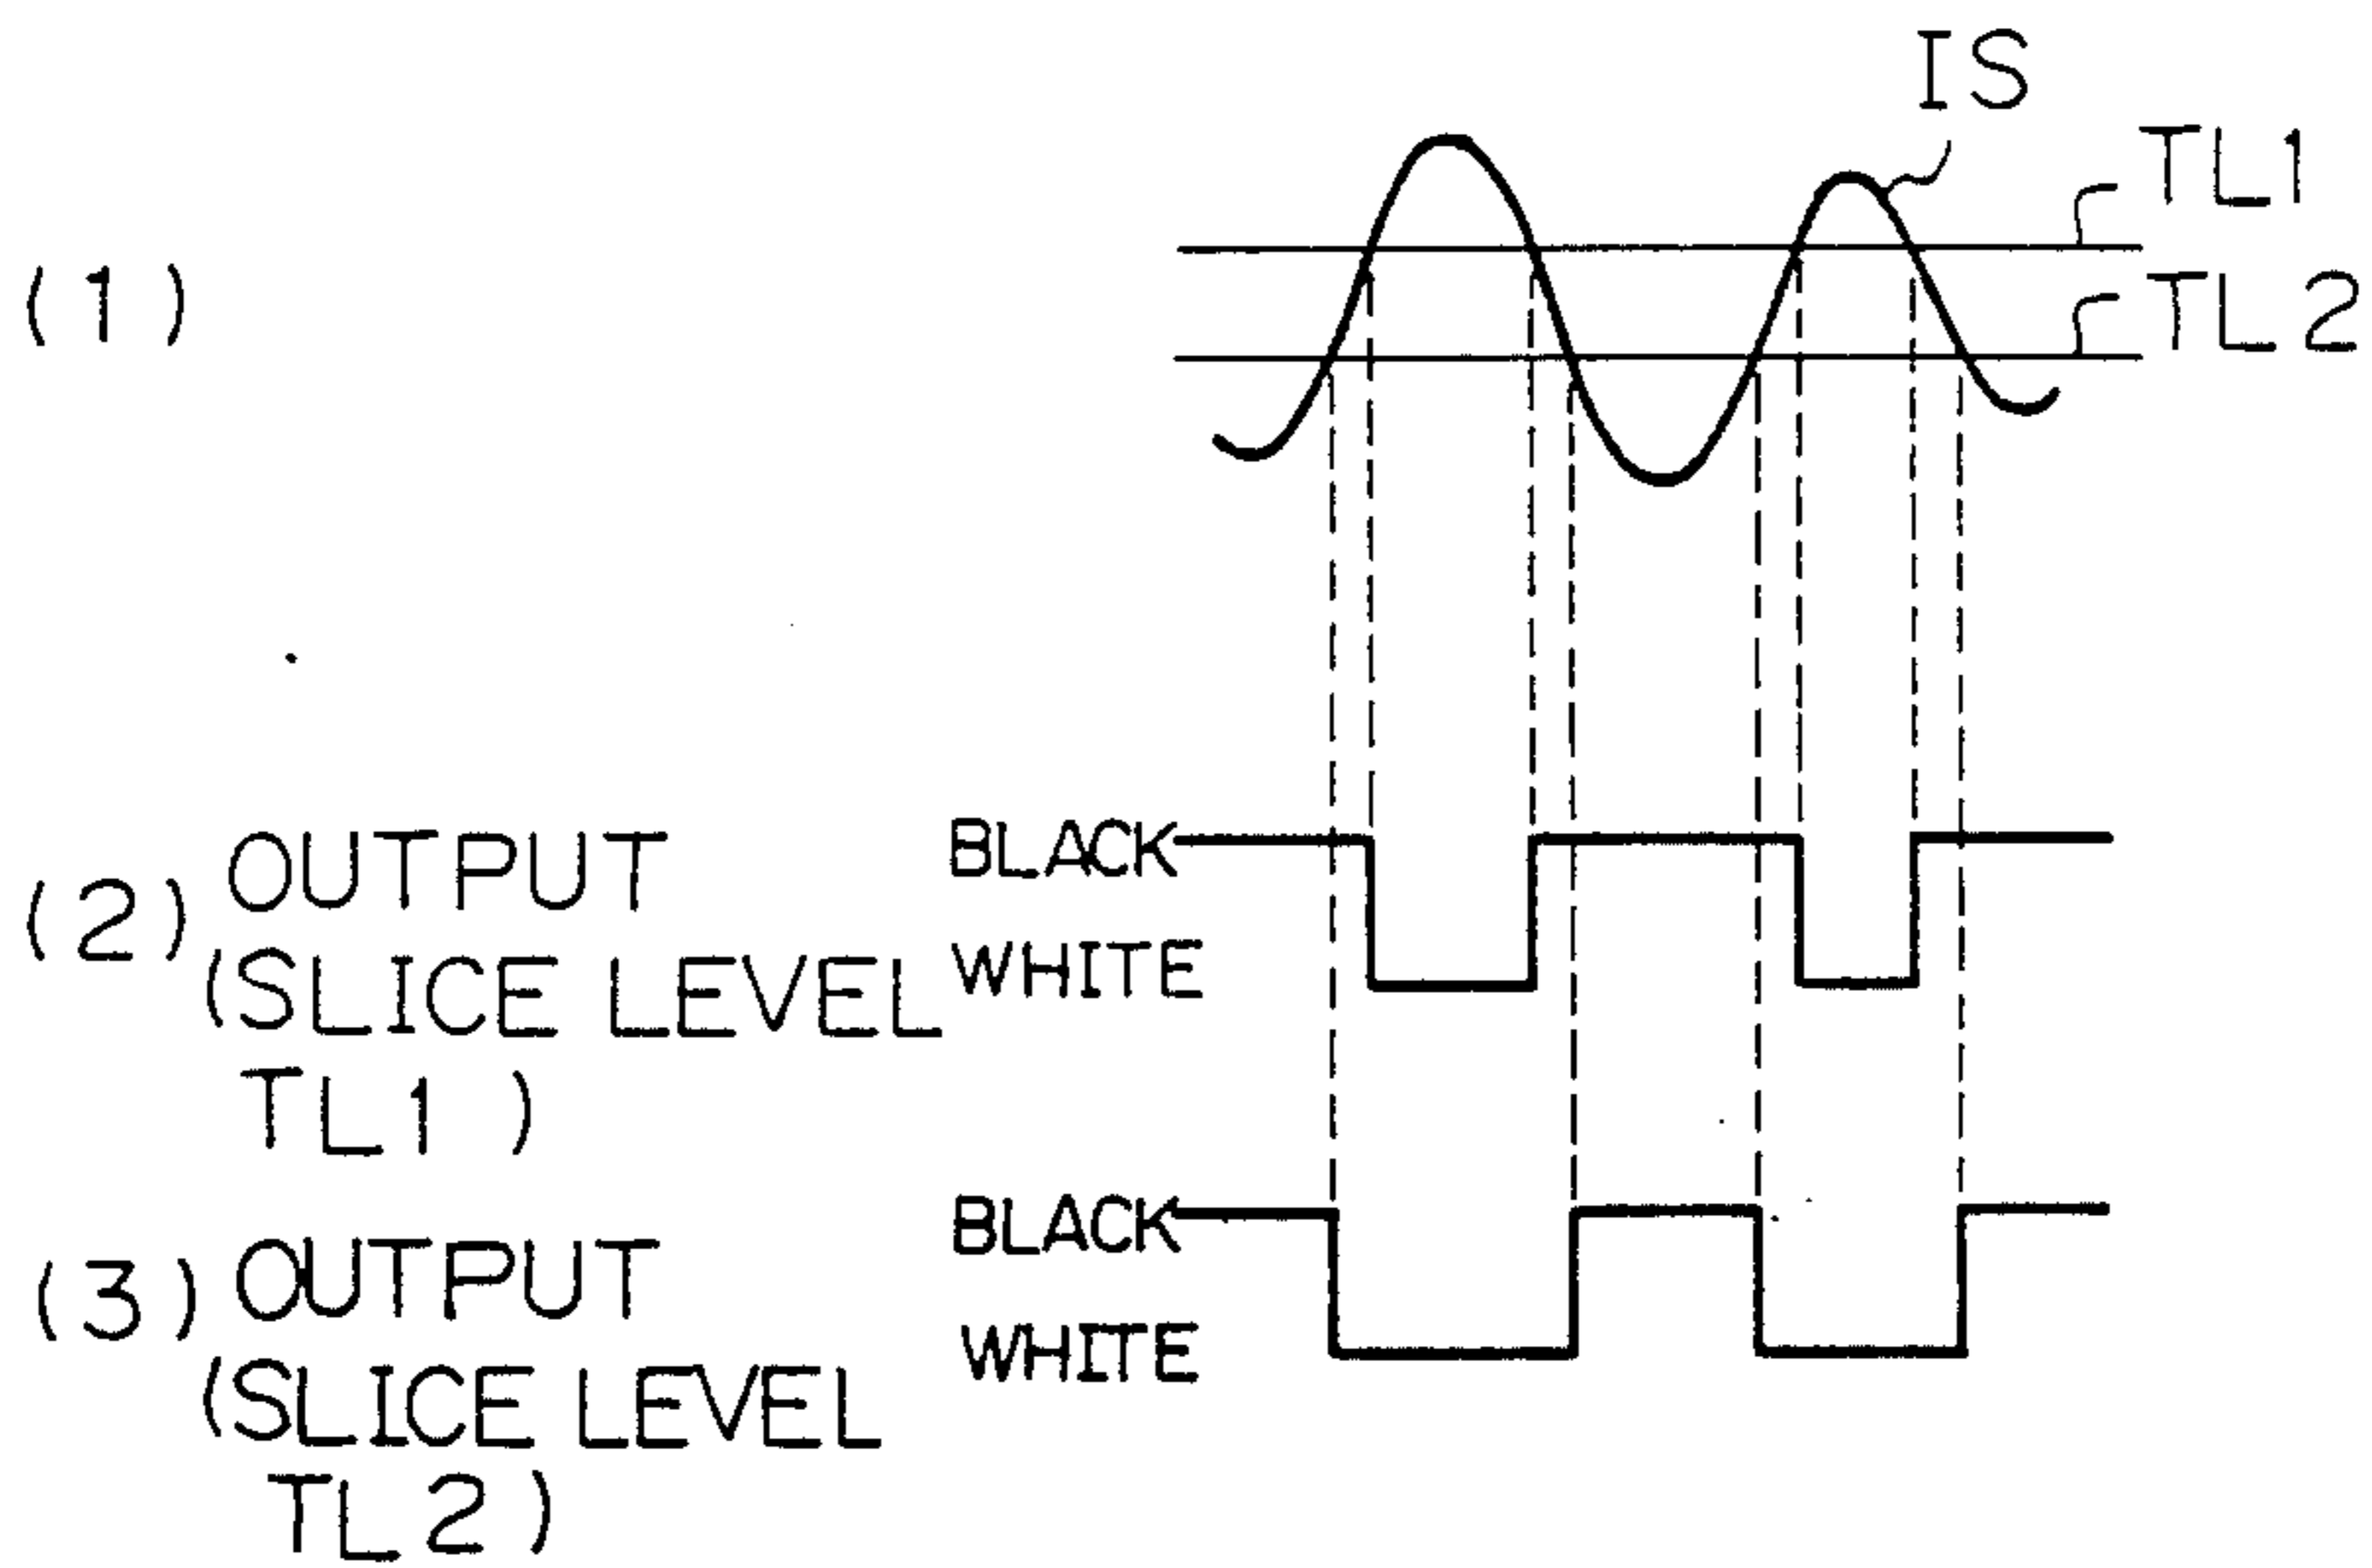 IS
TL1
(1)
TL2
(2) OUTPUT
(SLICE LEVEL
TL1)
BLACK
WHITE
(3) OUTPUT
(SLICE LEVEL
TL2)
BLACK
WHITE